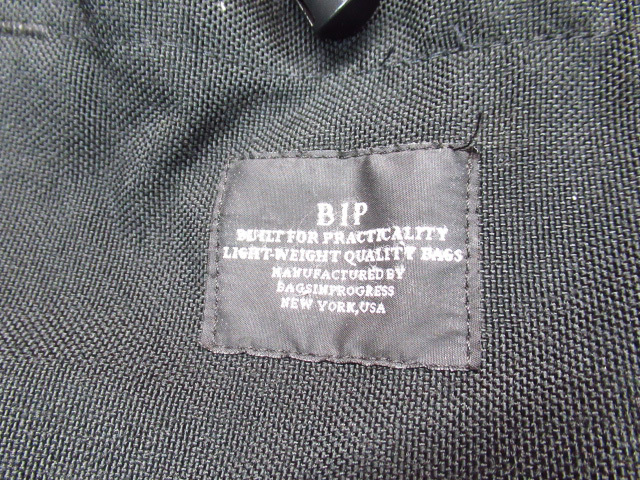 BIP
BUILT FOR PRACTICALITY
LIGHT-WEIGHT QUALITY BAGS
MANUFACTURED BY
BAGSINPROGRESS
NEW YORK, USA